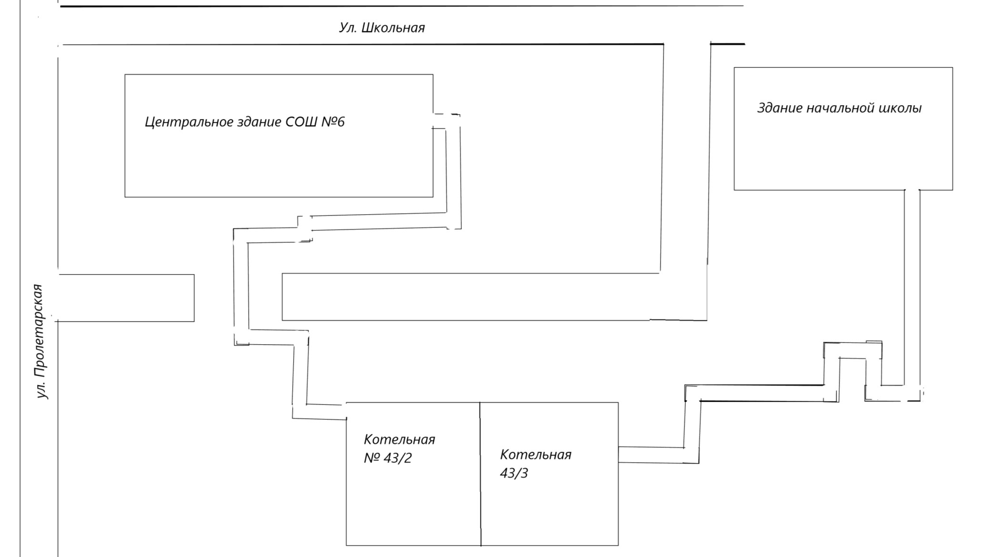 Ул. Школьная
Центральное здание СОШ №6
Здание начальной школы
ул. Пролетарская
Котельная
№ 43/2
Котельная
43/3